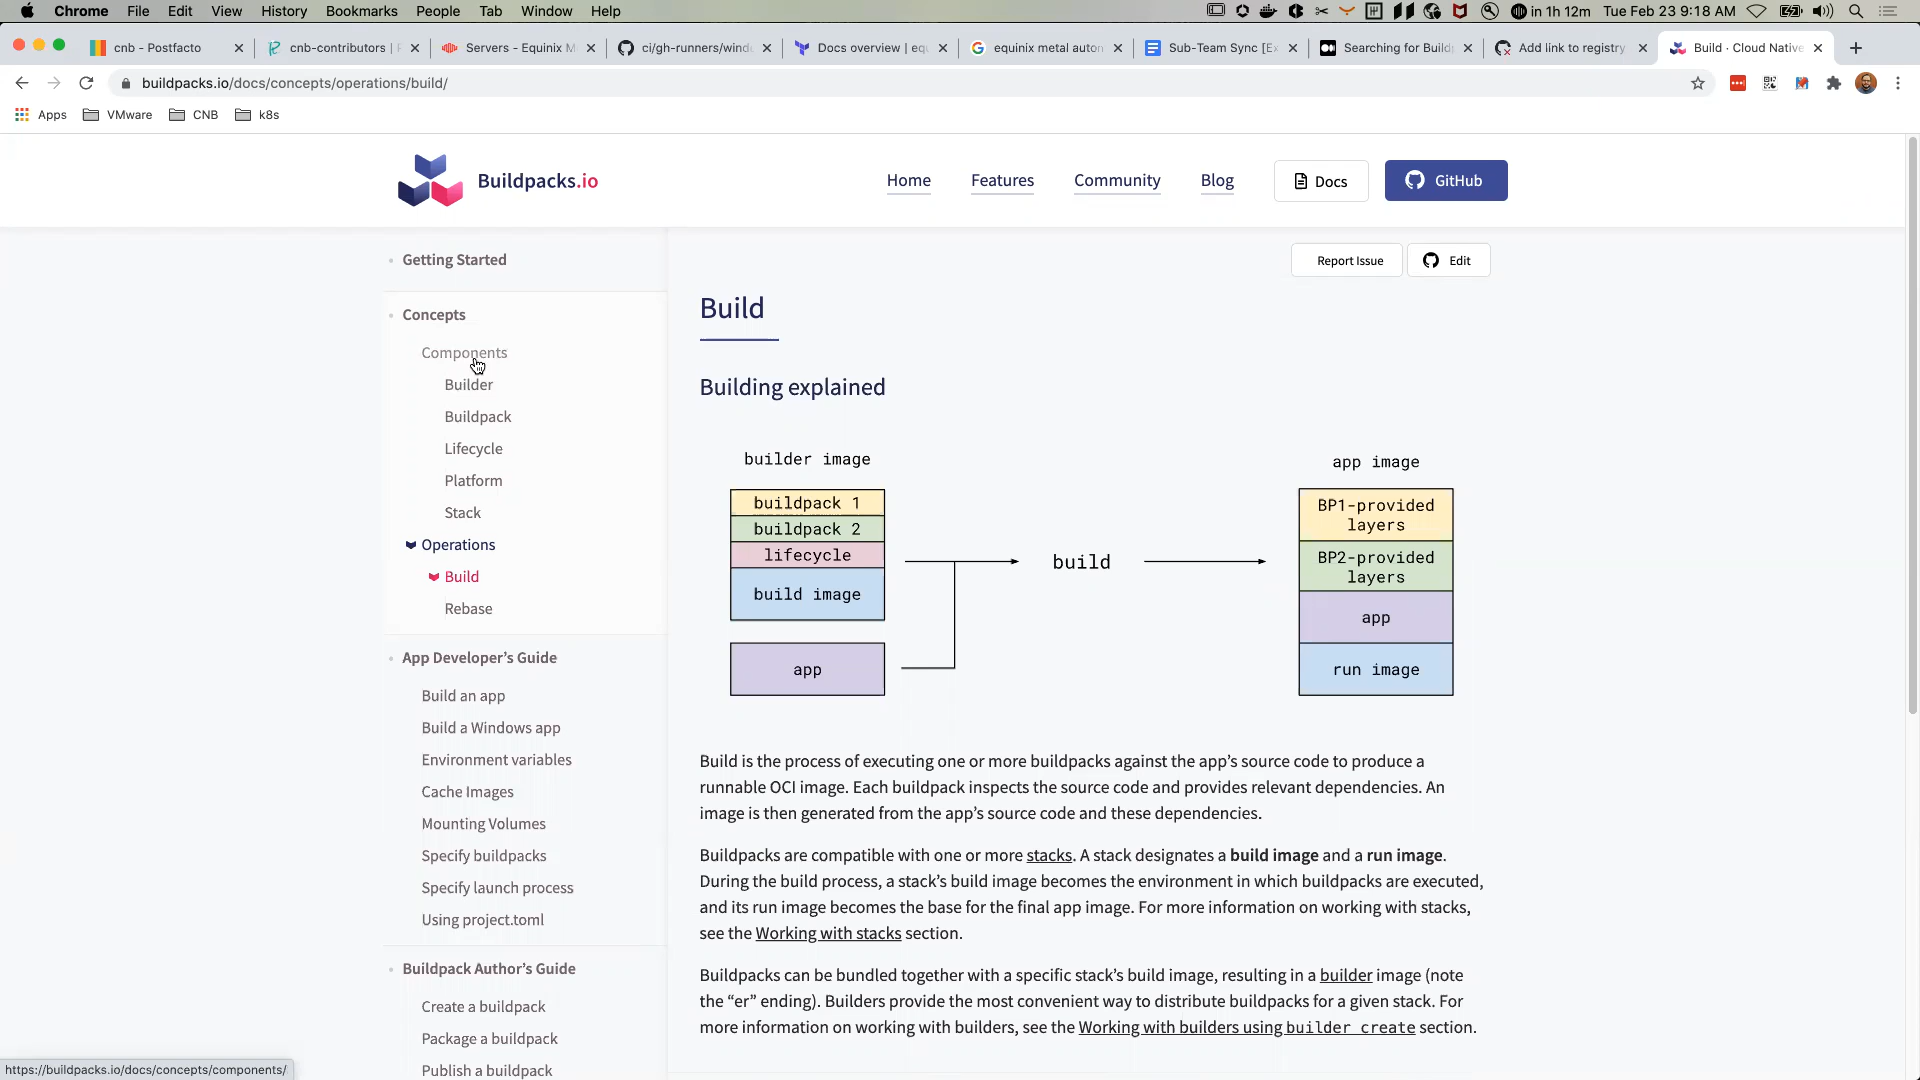 Chrome File Edit View History Bookmarks People Tab Window Help in 1h 12m Tue Feb 23 9:18 AM
cnb - Postfacto
cnb-contributors |
Servers - Equinix M
ci/gh-runners/wind
Docs overview | eq
equinix metal auton
Sub-Team Sync [Ex
Searching for Build
Add link to registry
Build · Cloud Native
buildpacks.io/docs/concepts/operations/build/
Apps VMware CNB k8s
Buildpacks.io
Home Features Community Blog Docs GitHub
Getting Started
Concepts
Components
Builder
Buildpack
Lifecycle
Platform
Stack
Operations
Build
Rebase
App Developer’s Guide
Build an app
Build a Windows app
Environment variables
Cache Images
Mounting Volumes
Specify buildpacks
Specify launch process
Using project.toml
Buildpack Author’s Guide
Create a buildpack
Package a buildpack
Publish a buildpack
Report Issue Edit
Build
Building explained
builder image
buildpack 1
buildpack 2
lifecycle
build image
app
build
app image
BP1-provided
layers
BP2-provided
layers
app
run image
Build is the process of executing one or more buildpacks against the app’s source code to produce a
runnable OCI image. Each buildpack inspects the source code and provides relevant dependencies. An
image is then generated from the app’s source code and these dependencies.
Buildpacks are compatible with one or more stacks. A stack designates a build image and a run image.
During the build process, a stack’s build image becomes the environment in which buildpacks are executed,
and its run image becomes the base for the final app image. For more information on working with stacks,
see the Working with stacks section.
Buildpacks can be bundled together with a specific stack’s build image, resulting in a builder image (note
the “er” ending). Builders provide the most convenient way to distribute buildpacks for a given stack. For
more information on working with builders, see the Working with builders using builder create section.
https://buildpacks.io/docs/concepts/components/